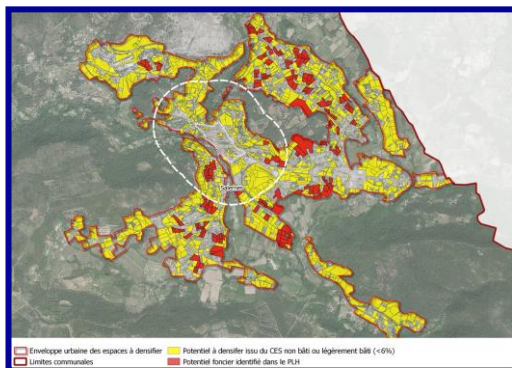 Enveloppe urbaine des espaces à densifier
Potentiel à densifer issu du CES non bâti ou légèrement bâti (<6%)
Limites communales
Potentiel foncier identifié dans le PLH